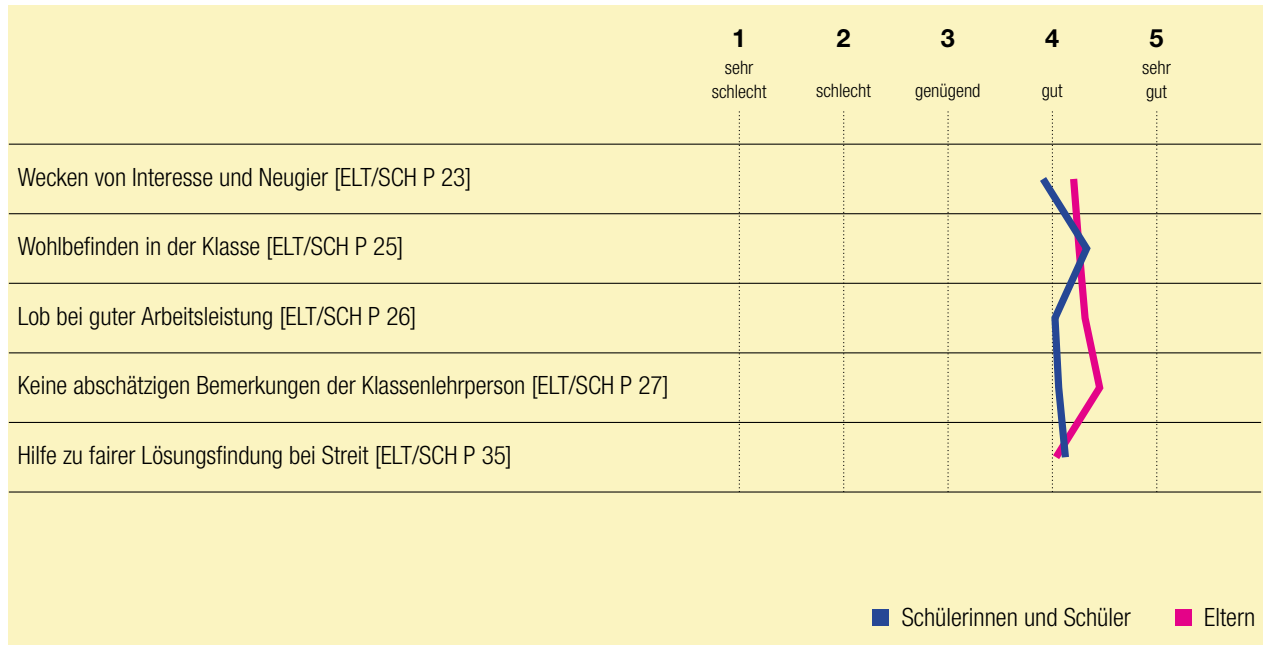 1 2 3 4 5
sehr schlecht schlecht genügend gut sehr gut
Wecken von Interesse und Neugier [ELT/SCH P 23]
Wohlbefinden in der Klasse [ELT/SCH P 25]
Lob bei guter Arbeitsleistung [ELT/SCH P 26]
Keine abschätzigen Bemerkungen der Klassenlehrperson [ELT/SCH P 27]
Hilfe zu fairer Lösungsfindung bei Streit [ELT/SCH P 35]
Schülerinnen und Schüler Eltern